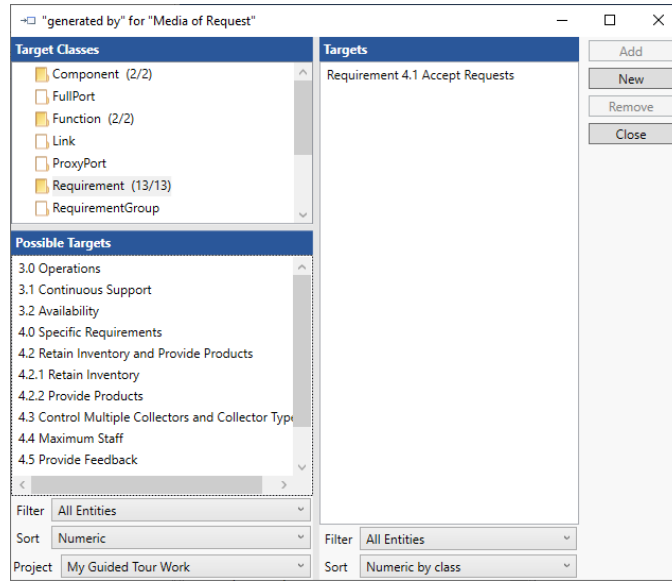 "generated by" for "Media of Request"
Target Classes
Component (2/2)
FullPort
Function (2/2)
Link
ProxyPort
Requirement (13/13)
RequirementGroup
Possible Targets
3.0 Operations
3.1 Continuous Support
3.2 Availability
4.0 Specific Requirements
4.2 Retain Inventory and Provide Products
4.2.1 Retain Inventory
4.2.2 Provide Products
4.3 Control Multiple Collectors and Collector Type
4.4 Maximum Staff
4.5 Provide Feedback
Filter All Entities
Sort Numeric
Project My Guided Tour Work
Targets
Requirement 4.1 Accept Requests
Filter All Entities
Sort Numeric by class
Add
New
Remove
Close